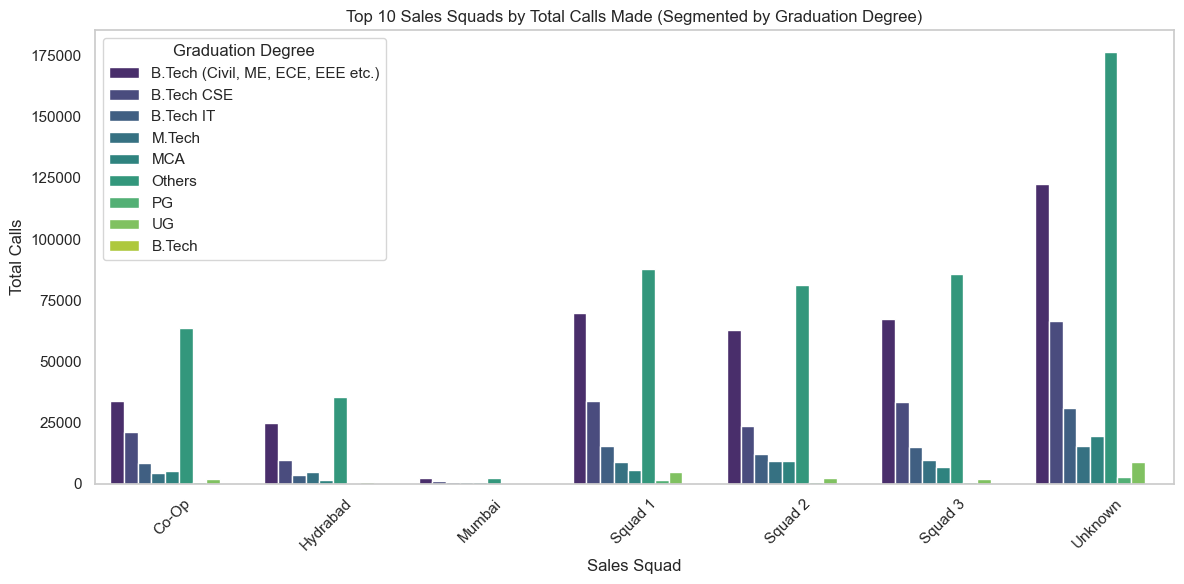 Top 10 Sales Squads by Total Calls Made (Segmented by Graduation Degree)
Graduation Degree
B.Tech (Civil, ME, ECE, EEE etc.)
B.Tech CSE
B.Tech IT
M.Tech
MCA
Others
PG
UG
B.Tech
Total Calls
175000
150000
125000
100000
75000
50000
25000
0
Co-Op
Hydrabad
Mumbai
Squad 1
Squad 2
Squad 3
Unknown
Sales Squad